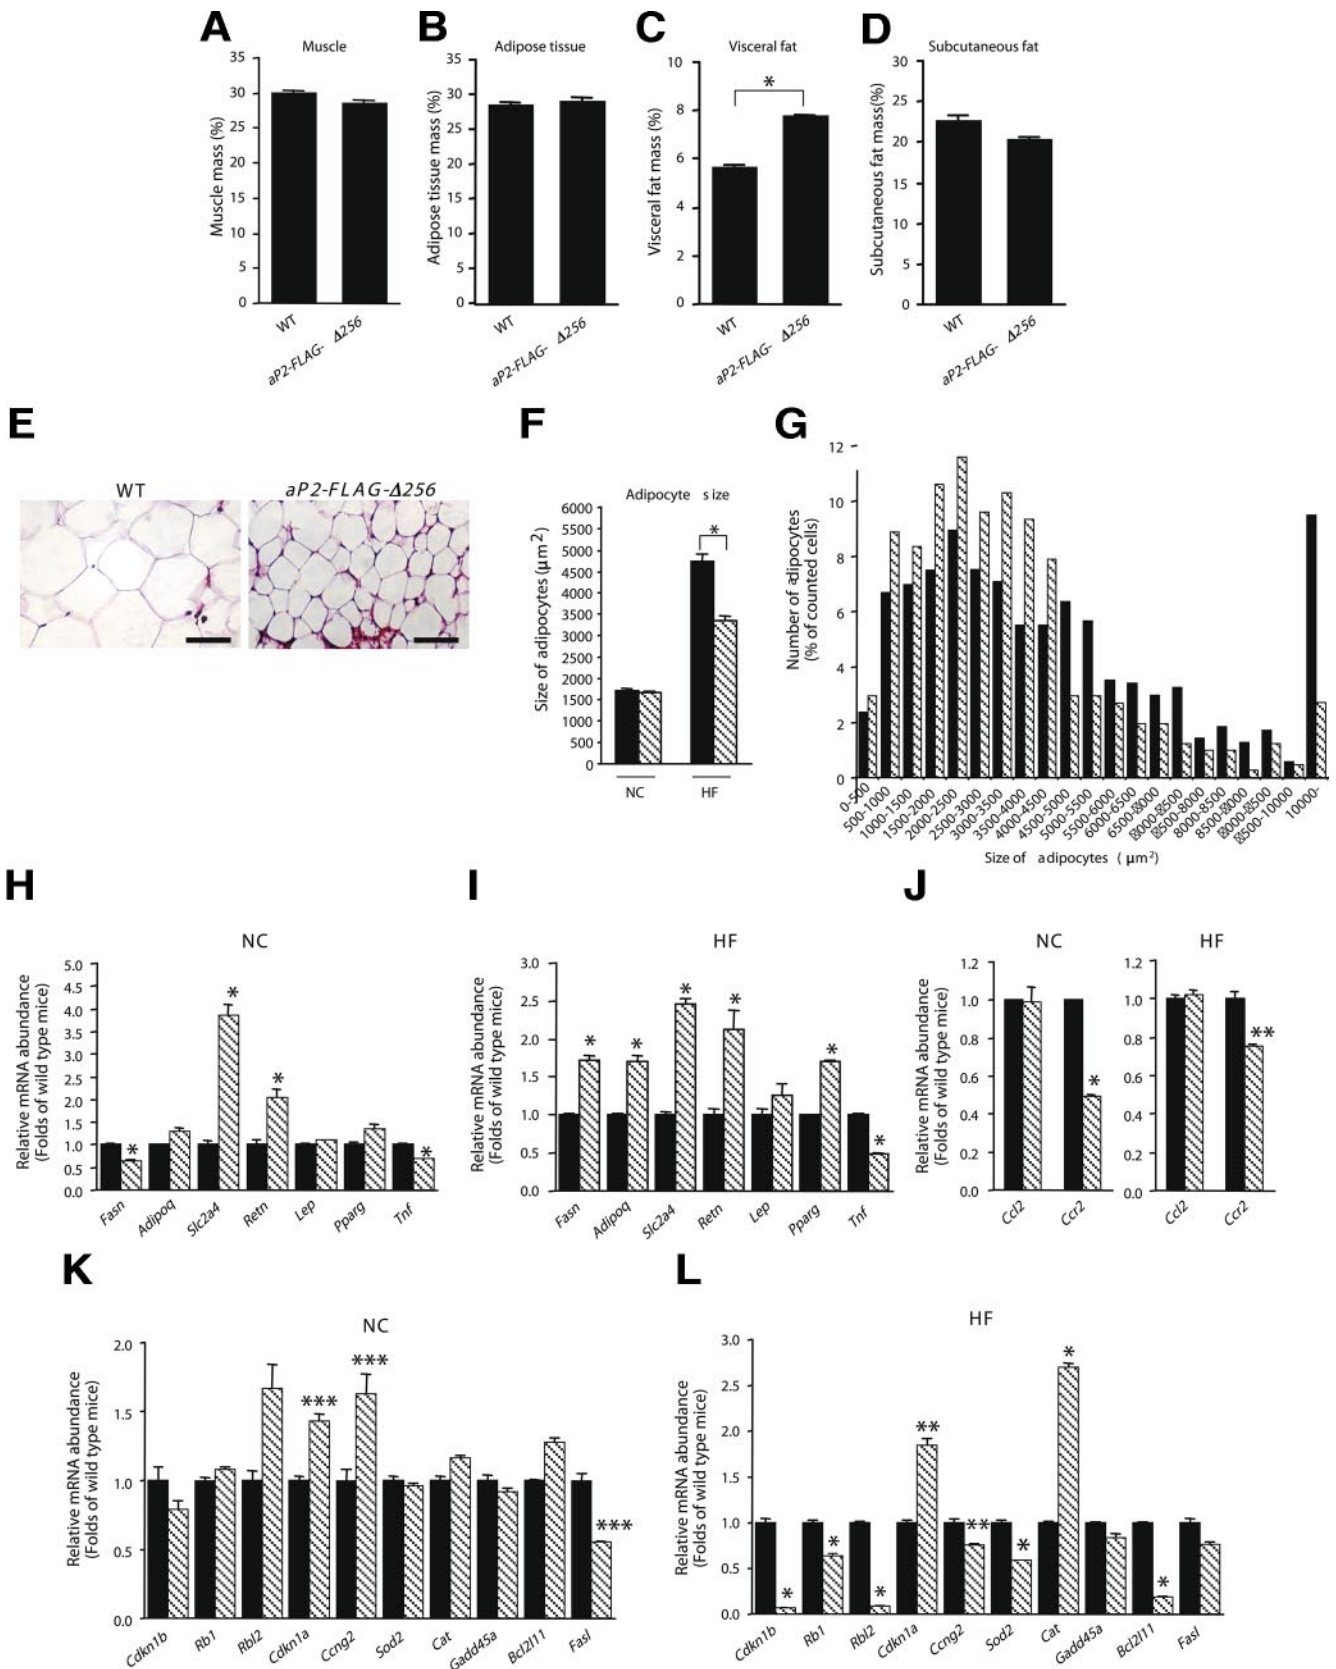 A
B
C
D
Muscle
Adipose tissue
Visceral fat
Subcutaneous fat
Muscle mass (%)
35
30
25
20
15
10
5
0
WT
aP2-FLAG- Δ256
Adipose tissue mass (%)
35
30
25
20
15
10
5
0
WT
aP2-FLAG- Δ256
Visceral fat mass (%)
10
8
6
4
2
0
*
WT
aP2-FLAG- Δ256
Subcutaneous fat mass(%)
30
25
20
15
10
5
0
WT
aP2-FLAG- Δ256
E
WT
aP2-FLAG-Δ256
F
Adipocyte size
Size of adipocytes (μm²)
6000
5500
5000
4500
4000
3500
3000
2500
2000
1500
1000
500
0
*
NC
HF
G
Number of adipocytes
(% of counted cells)
12
10
8
6
4
2
0
0-500
500-1000
1000-1500
1500-2000
2000-2500
2500-3000
3000-3500
3500-4000
4000-4500
4500-5000
5000-5500
5500-6000
6000-6500
6500-
8000-8500
10000-
Size of adipocytes ( μm²)
H
NC
Relative mRNA abundance
(Folds of wild type mice)
5.0
4.5
4.0
3.5
3.0
2.5
2.0
1.5
1.0
0.5
0.0
*
*
*
*
Fasn
Adipoq
Slc2a4
Retn
Lep
Pparg
Tnf
I
HF
Relative mRNA abundance
(Folds of wild type mice)
3.0
2.5
2.0
1.5
1.0
0.5
0.0
*
*
*
*
*
*
Fasn
Adipoq
Slc2a4
Retn
Lep
Pparg
Tnf
J
NC
HF
Relative mRNA abundance
(Folds of wild type mice)
1.2
1.0
0.8
0.6
0.4
0.2
0.0
*
Ccl2
Ccr2
1.2
1.0
0.8
0.6
0.4
0.2
0.0
**
Ccl2
Ccr2
K
NC
Relative mRNA abundance
(Folds of wild type mice)
2.0
1.5
1.0
0.5
0.0
***
***
***
Cdkn1b
Rb1
Rbl2
Cdkn1a
Ccng2
Sod2
Cat
Gadd45a
Bcl2l11
Fasl
L
HF
Relative mRNA abundance
(Folds of wild type mice)
3.0
2.5
2.0
1.5
1.0
0.5
0.0
*
*
*
**
**
*
*
*
Cdkn1b
Rb1
Rbl2
Cdkn1a
Ccng2
Sod2
Cat
Gadd45a
Bcl2l11
Fasl